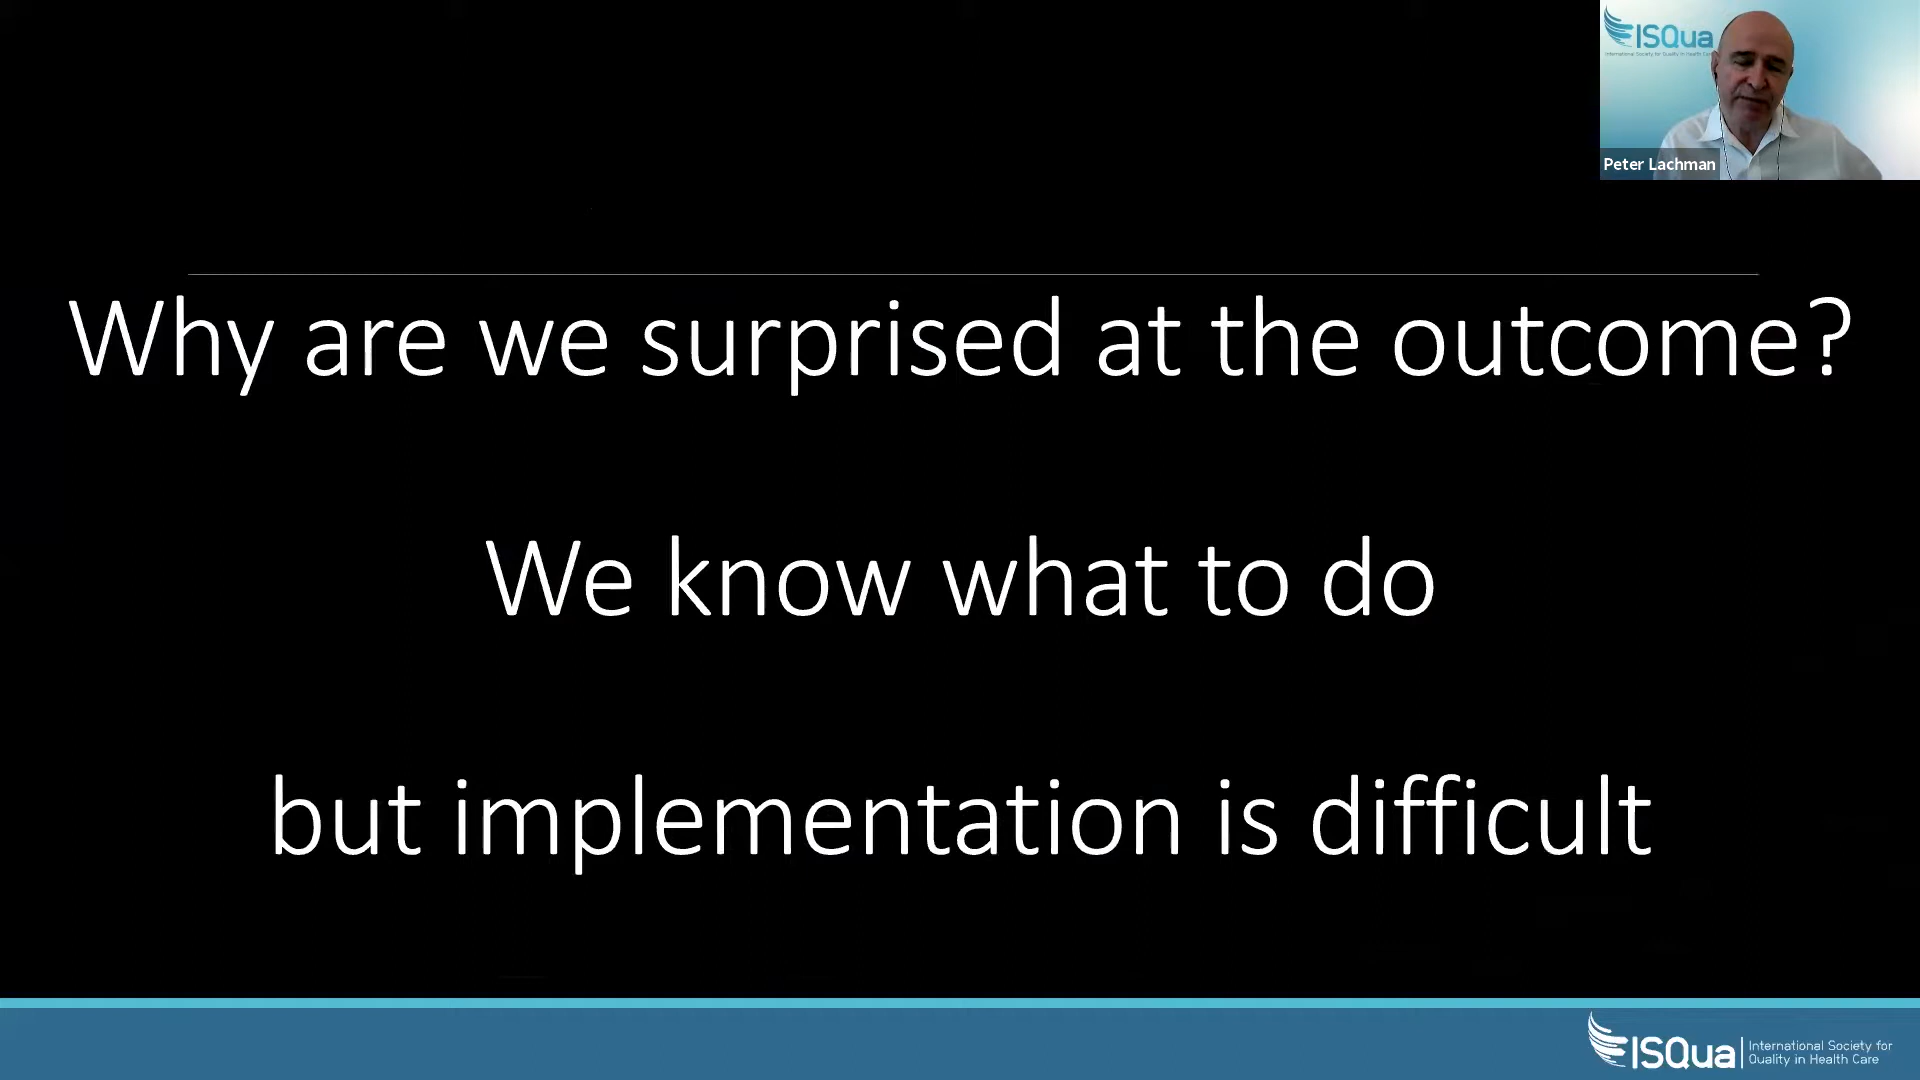 ISQua
Peter Lachman
Why are we surprised at the outcome?
We know what to do
but implementation is difficult
ISQua
International Society for
Quality in Health Care